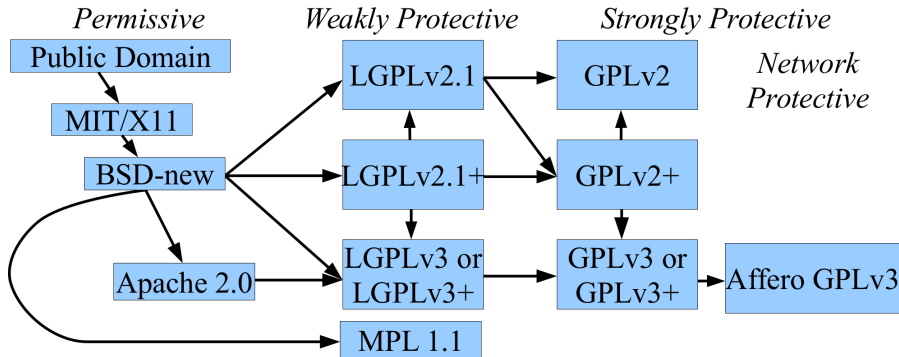 Permissive
Weakly Protective
Strongly Protective
Public Domain
LGPLv2.1
GPLv2
Network
Protective
MIT/X11
BSD-new
LGPLv2.1+
GPLv2+
Apache 2.0
LGPLv3 or
LGPLv3+
GPLv3 or
GPLv3+
Affero GPLv3
MPL 1.1